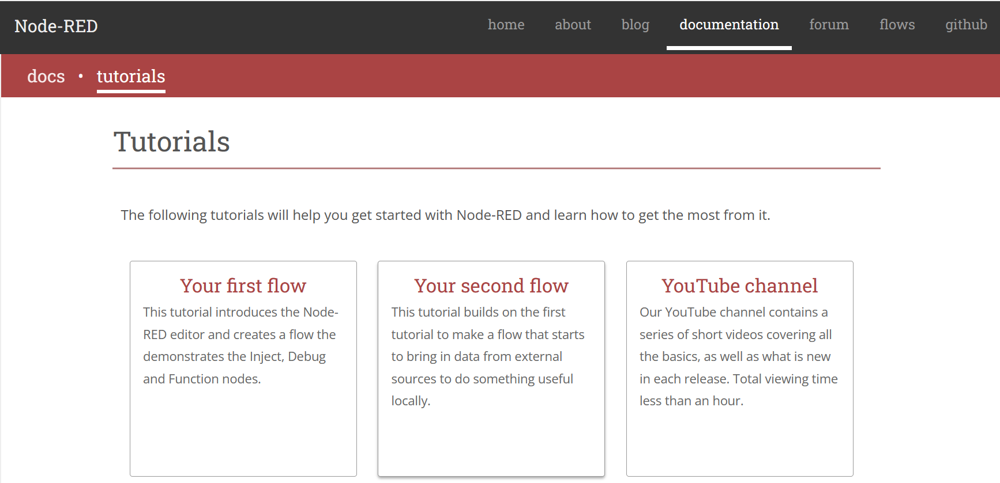 Node-RED
home about blog documentation forum flows github
docs • tutorials
Tutorials
The following tutorials will help you get started with Node-RED and learn how to get the most from it.
Your first flow
This tutorial introduces the Node-
RED editor and creates a flow the
demonstrates the Inject, Debug
and Function nodes.
Your second flow
This tutorial builds on the first
tutorial to make a flow that starts
to bring in data from external
sources to do something useful
locally.
YouTube channel
Our YouTube channel contains a
series of short videos covering all
the basics, as well as what is new
in each release. Total viewing time
less than an hour.